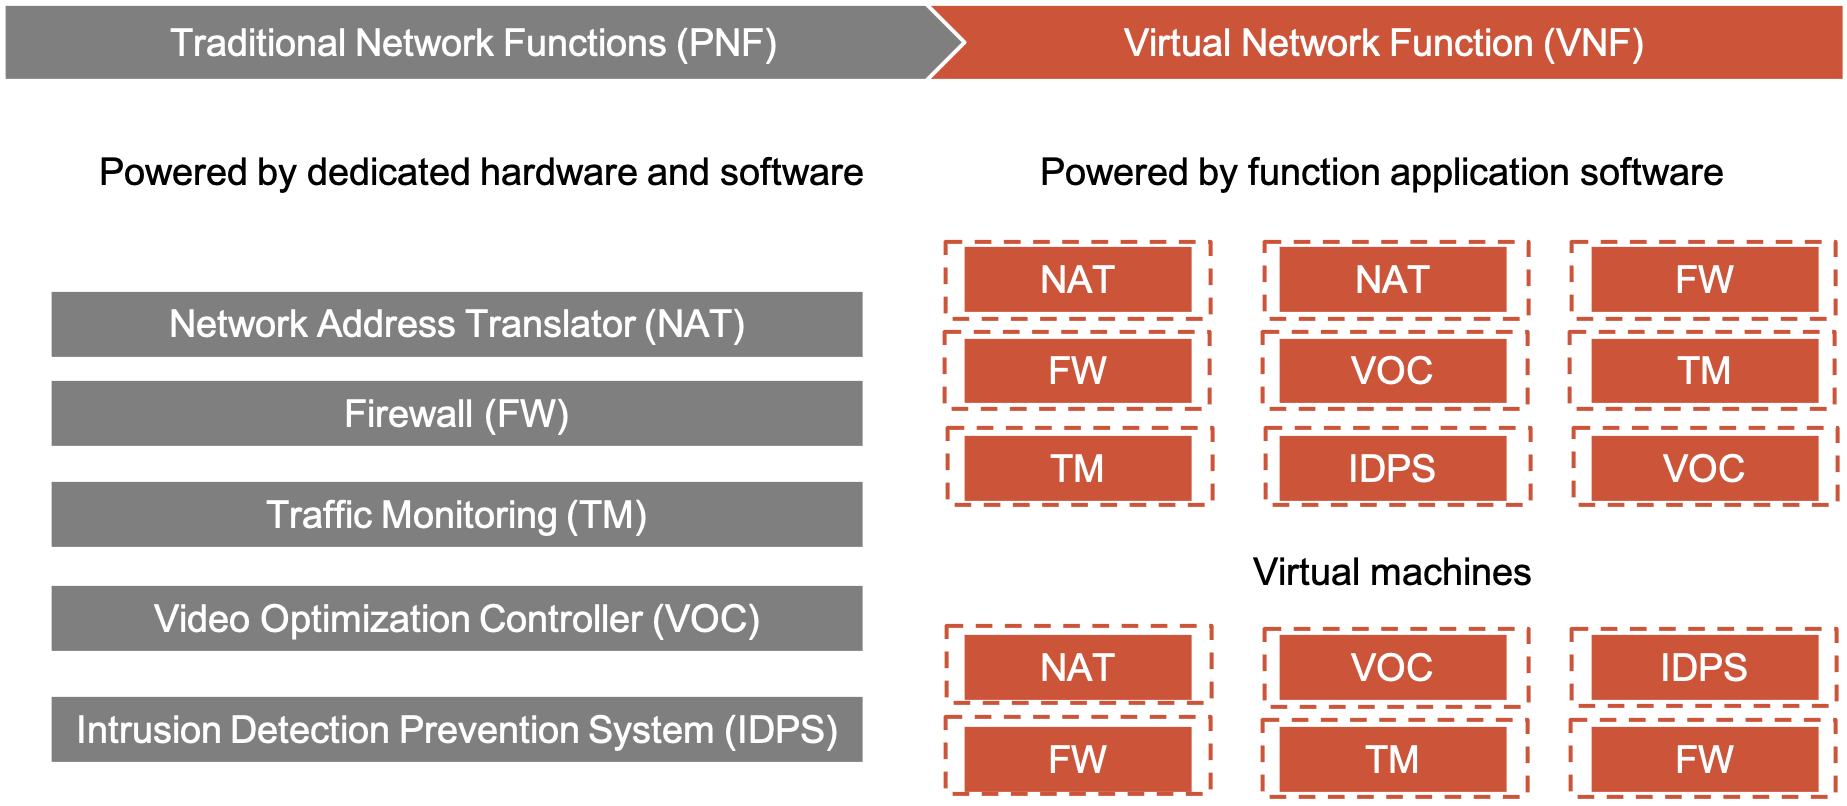 Traditional Network Functions (PNF)
Virtual Network Function (VNF)
Powered by dedicated hardware and software
Network Address Translator (NAT)
Firewall (FW)
Traffic Monitoring (TM)
Video Optimization Controller (VOC)
Intrusion Detection Prevention System (IDPS)
Powered by function application software
NAT
NAT
FW
FW
VOC
TM
TM
IDPS
VOC
Virtual machines
NAT
VOC
IDPS
FW
TM
FW